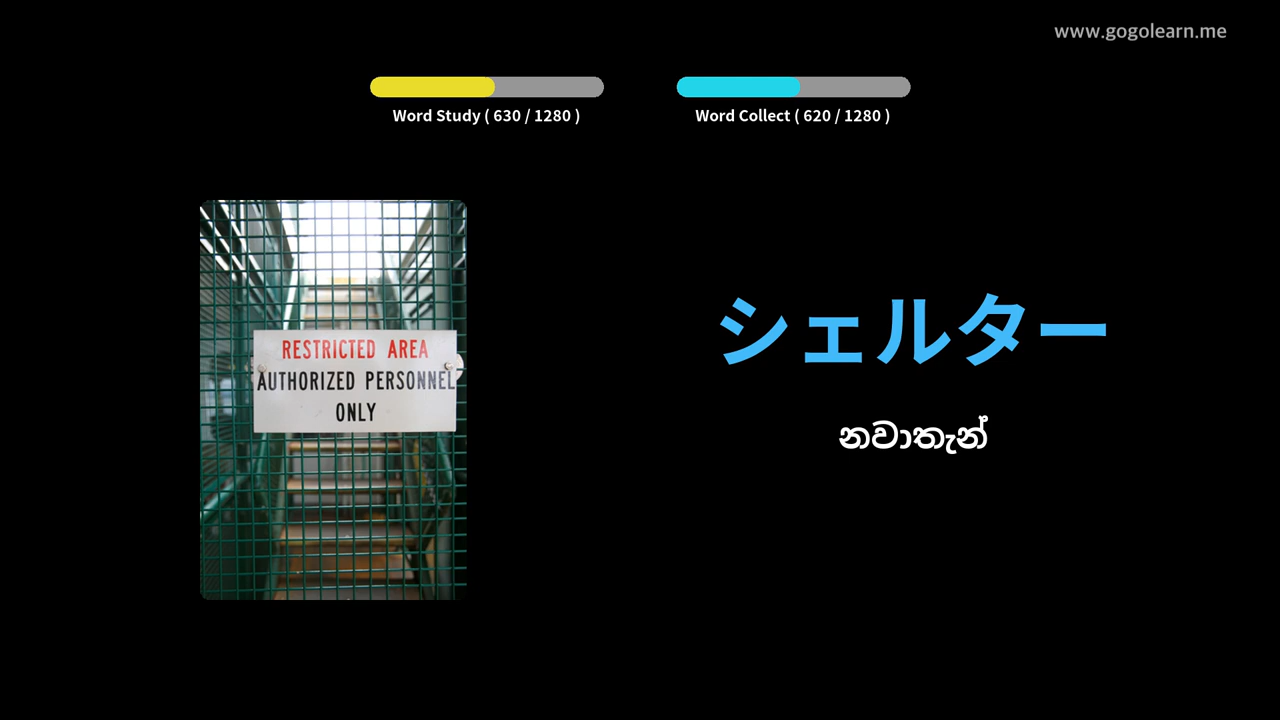 www.gogolearn.me
Word Study ( 630 / 1280 )
Word Collect ( 620 / 1280 )
RESTRICTED AREA
AUTHORIZED PERSONNEL
ONLY
シェルター
නවාතැන්